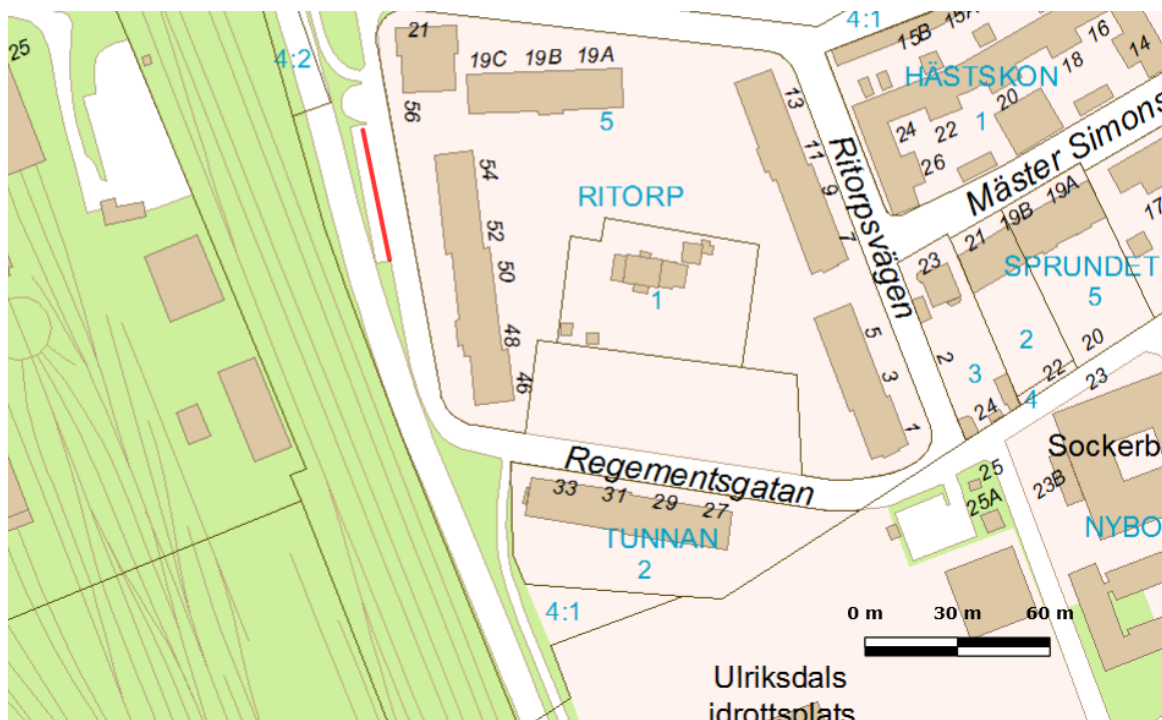 25
4:2
21
19C 19B 19A
56
5
54
52
50
48
46
RITORP
1
13
11
9
7
Ritorpsvägen
5
3
1
4:1
15B
15A
HÄSTSKON
1
16
14
18
20
24
22
26
Mäster Simons
19A
19B
21
23
17
SPRUNDET
5
2
3
2
4
20
22
24
23
Sockerb
23B
25
25A
NYBO
Regementsgatan
33 31 29 27
TUNNAN
2
4:1
0 m 30 m 60 m
Ulriksdals
idrottsplats